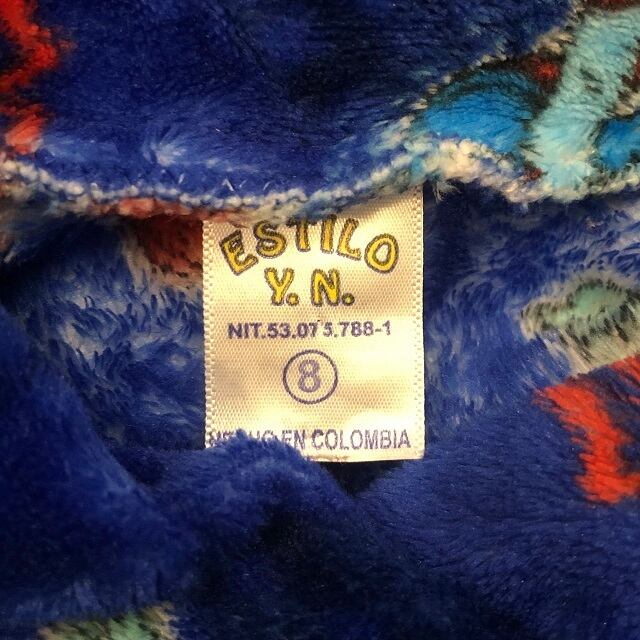 ESTILO
Y.N.
NIT.53.075.788-1
8
EN COLOMBIA